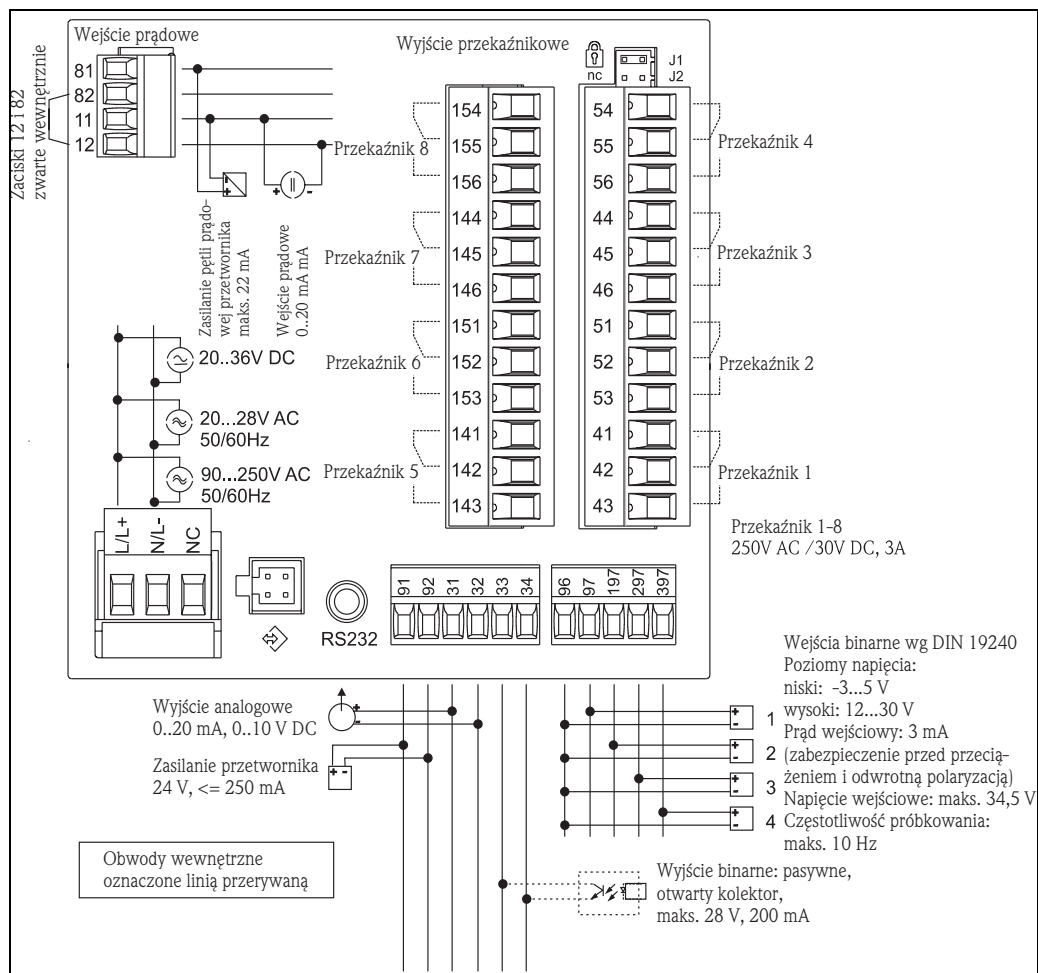 Wejście prądowe
81
82
11
12
Zaciski 12 i 82
zwarte wewnętrznie
Zasilanie pętli prądo-
wej przetwornika
maks. 22 mA
Wejście prądowe
0..20 mA mA
+
-
+
-
Wyjście przekaźnikowe
nc
J1
J2
154
155
156
144
145
146
151
152
153
141
142
143
Przekaźnik 8
Przekaźnik 7
Przekaźnik 6
Przekaźnik 5
54
55
56
44
45
46
51
52
53
41
42
43
Przekaźnik 4
Przekaźnik 3
Przekaźnik 2
Przekaźnik 1
Przekaźnik 1-8
250V AC /30V DC, 3A
20..36V DC
20...28V AC
50/60Hz
90...250V AC
50/60Hz
L/L+
N/L-
NC
RS232
91
92
31
32
33
34
96
97
197
297
397
Wyjście analogowe
0..20 mA, 0..10 V DC
+
-
Zasilanie przetwornika
24 V, <= 250 mA
+ -
Obwody wewnętrzne
oznaczone linią przerywaną
+
-
1
+
-
2
+
-
3
+
-
4
Wejścia binarne wg DIN 19240
Poziomy napięcia:
niski: -3...5 V
wysoki: 12...30 V
Prąd wejściowy: 3 mA
(zabezpieczenie przed przecią-
żeniem i odwrotną polaryzacją)
Napięcie wejściowe: maks. 34,5 V
Częstotliwość próbkowania:
maks. 10 Hz
Wyjście binarne: pasywne,
otwarty kolektor,
maks. 28 V, 200 mA